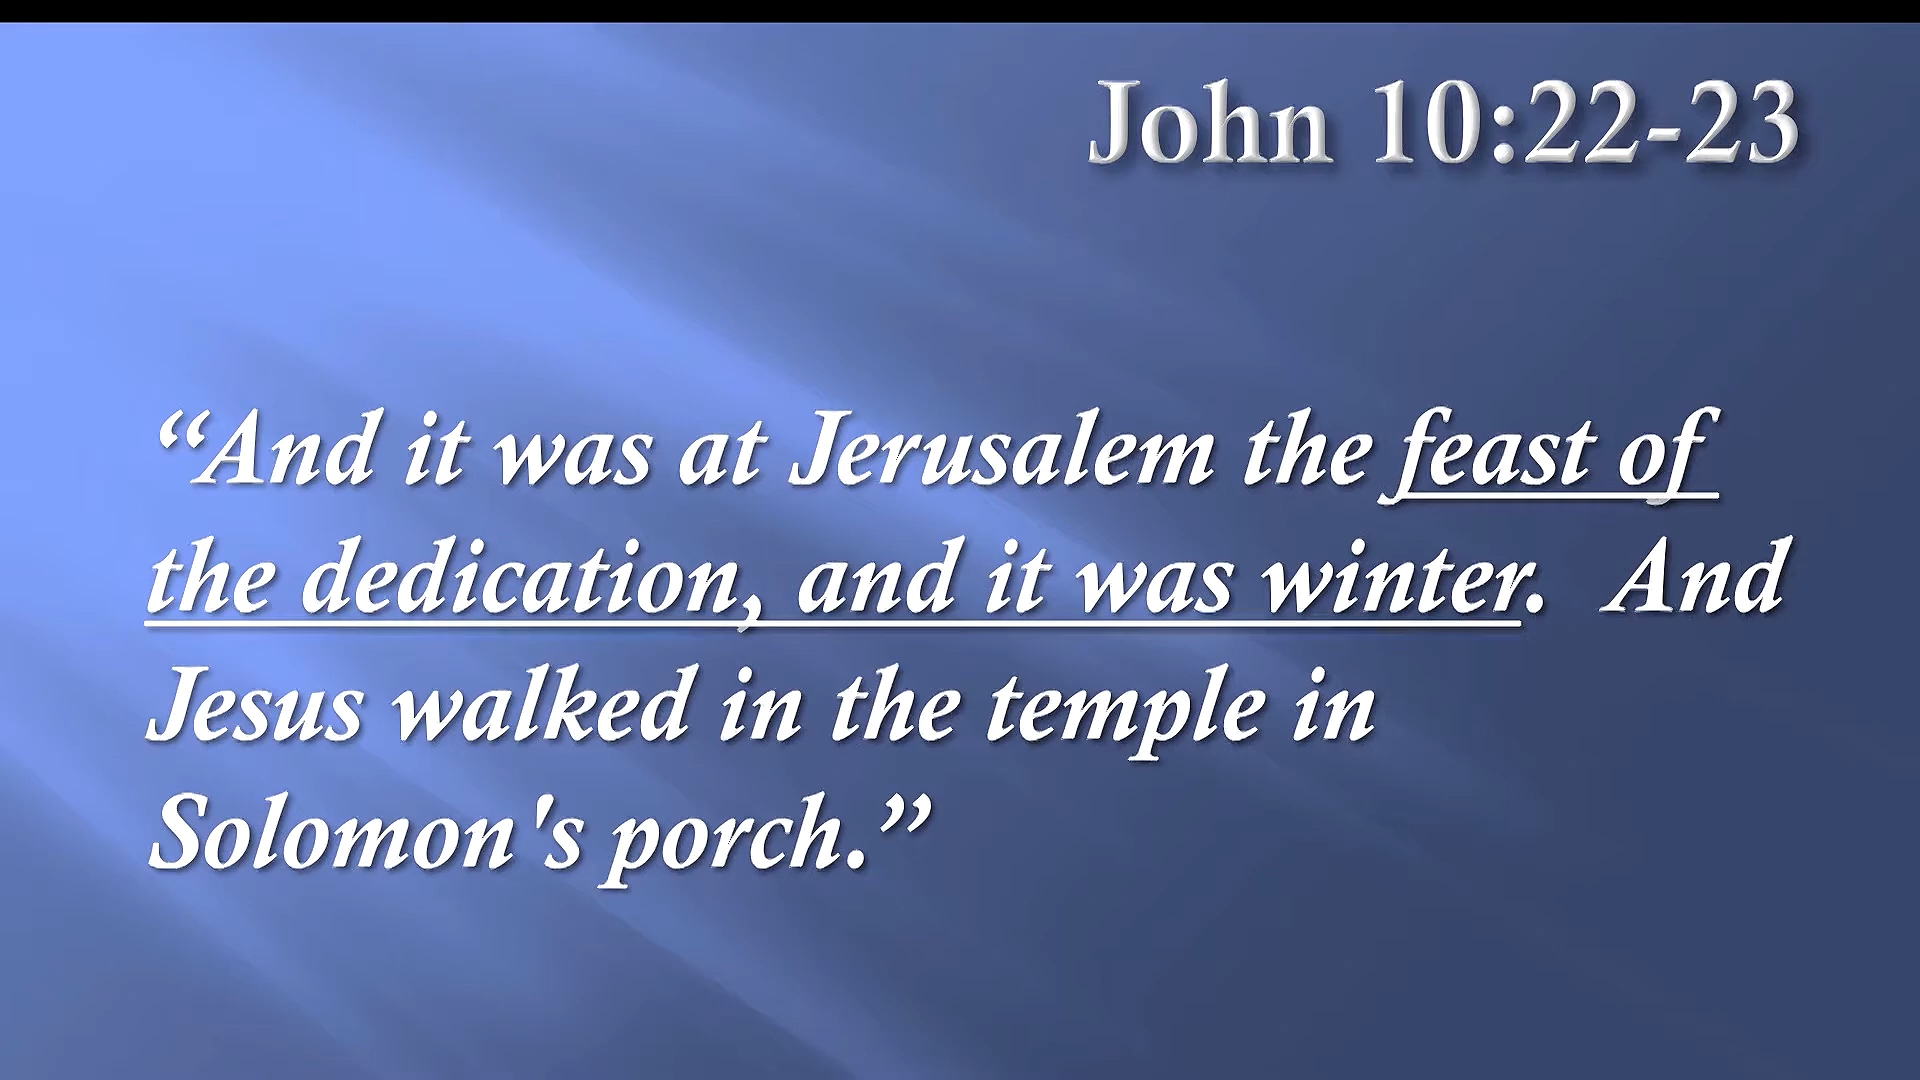 John 10:22-23
“And it was at Jerusalem the feast of
the dedication, and it was winter.  And
Jesus walked in the temple in
Solomon's porch.”